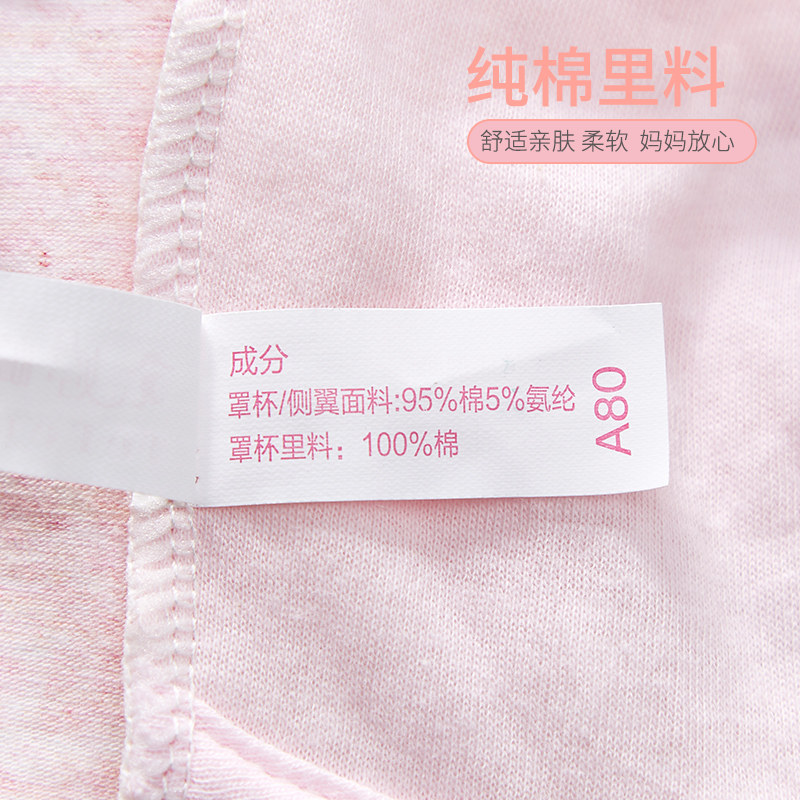 纯棉里料
舒适亲肤 柔软 妈妈放心
成分
罩杯/侧翼面料:95%棉5%氨纶
罩杯里料：100%棉
A80